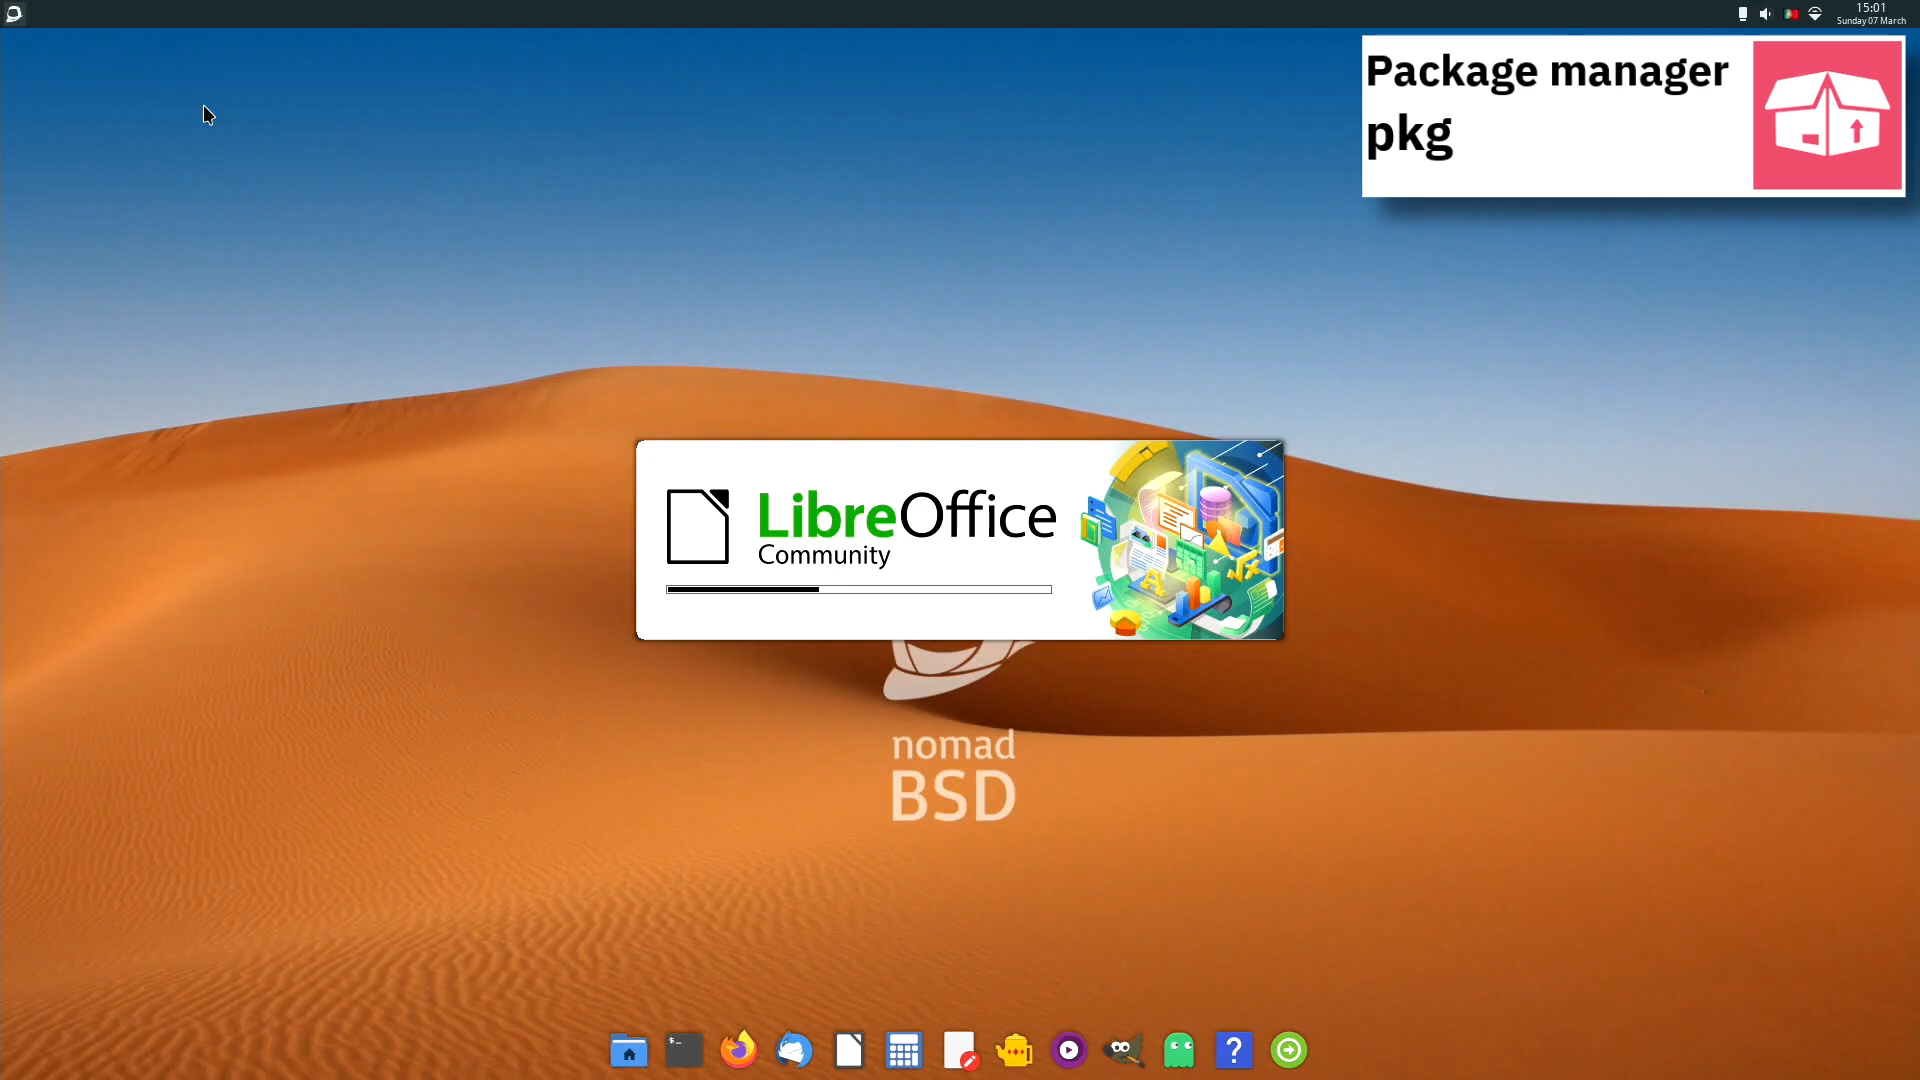 15:01
Sunday 07 March
Package manager
pkg
LibreOffice
Community
nomad
BSD
$_
?